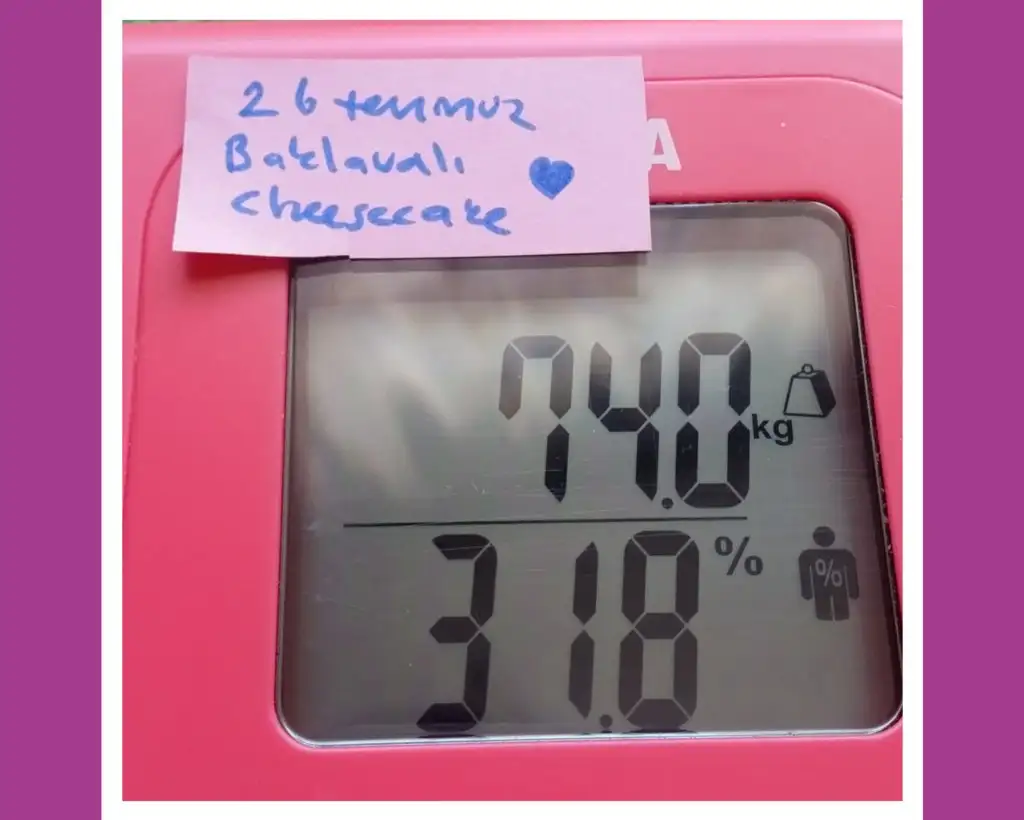 26 temmuz
Baklavalı
cheesecake
A
74.0 kg
31.8 %
%